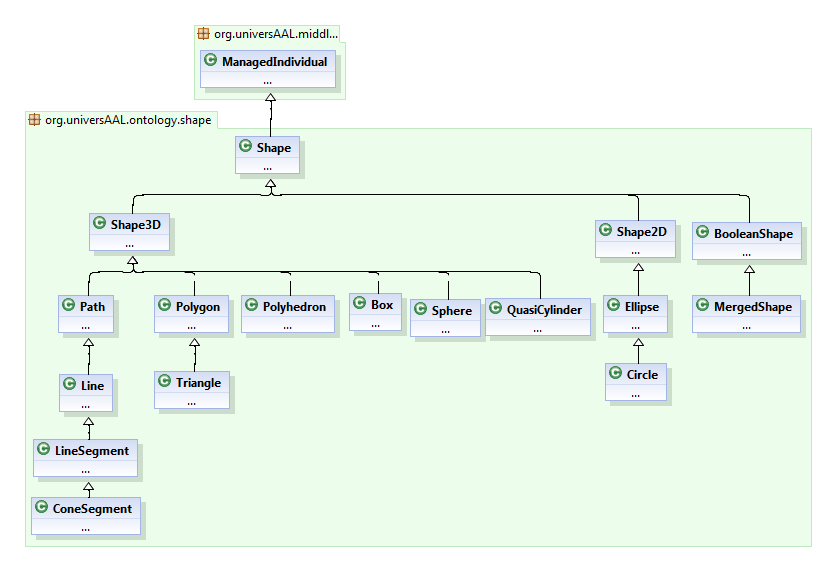 org.universAAL.middl...
ManagedIndividual
...
org.universAAL.ontology.shape
Shape
...
Shape3D
...
Shape2D
...
BooleanShape
...
Path
...
Polygon
...
Polyhedron
...
Box
...
Sphere
...
QuasiCylinder
...
Ellipse
...
MergedShape
...
Line
...
Triangle
...
Circle
...
LineSegment
...
ConeSegment
...